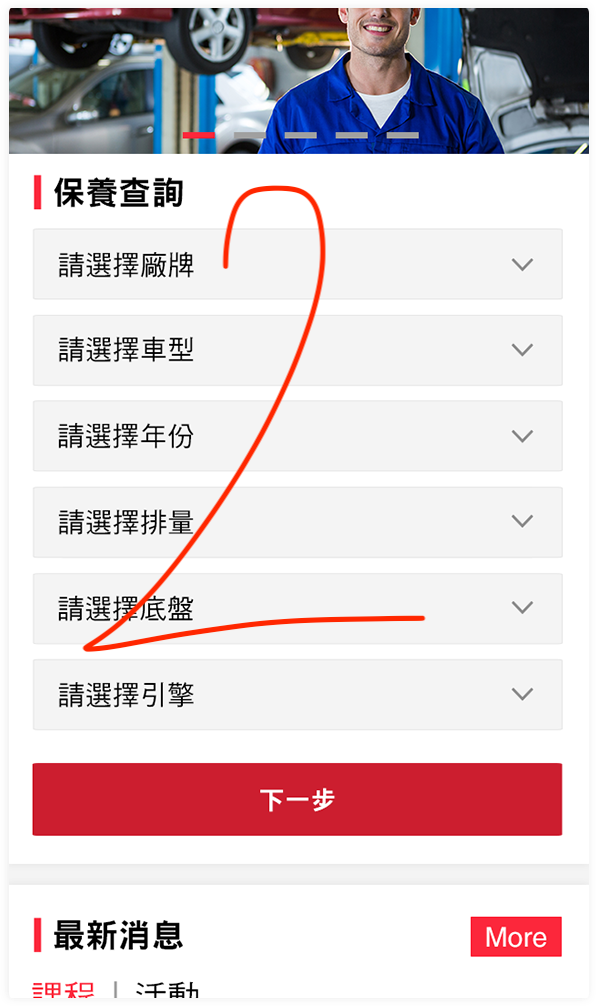 保養查詢
請選擇廠牌
請選擇車型
請選擇年份
請選擇排量
請選擇底盤
請選擇引擎
2
下一步
最新消息 More
課程 | 活動